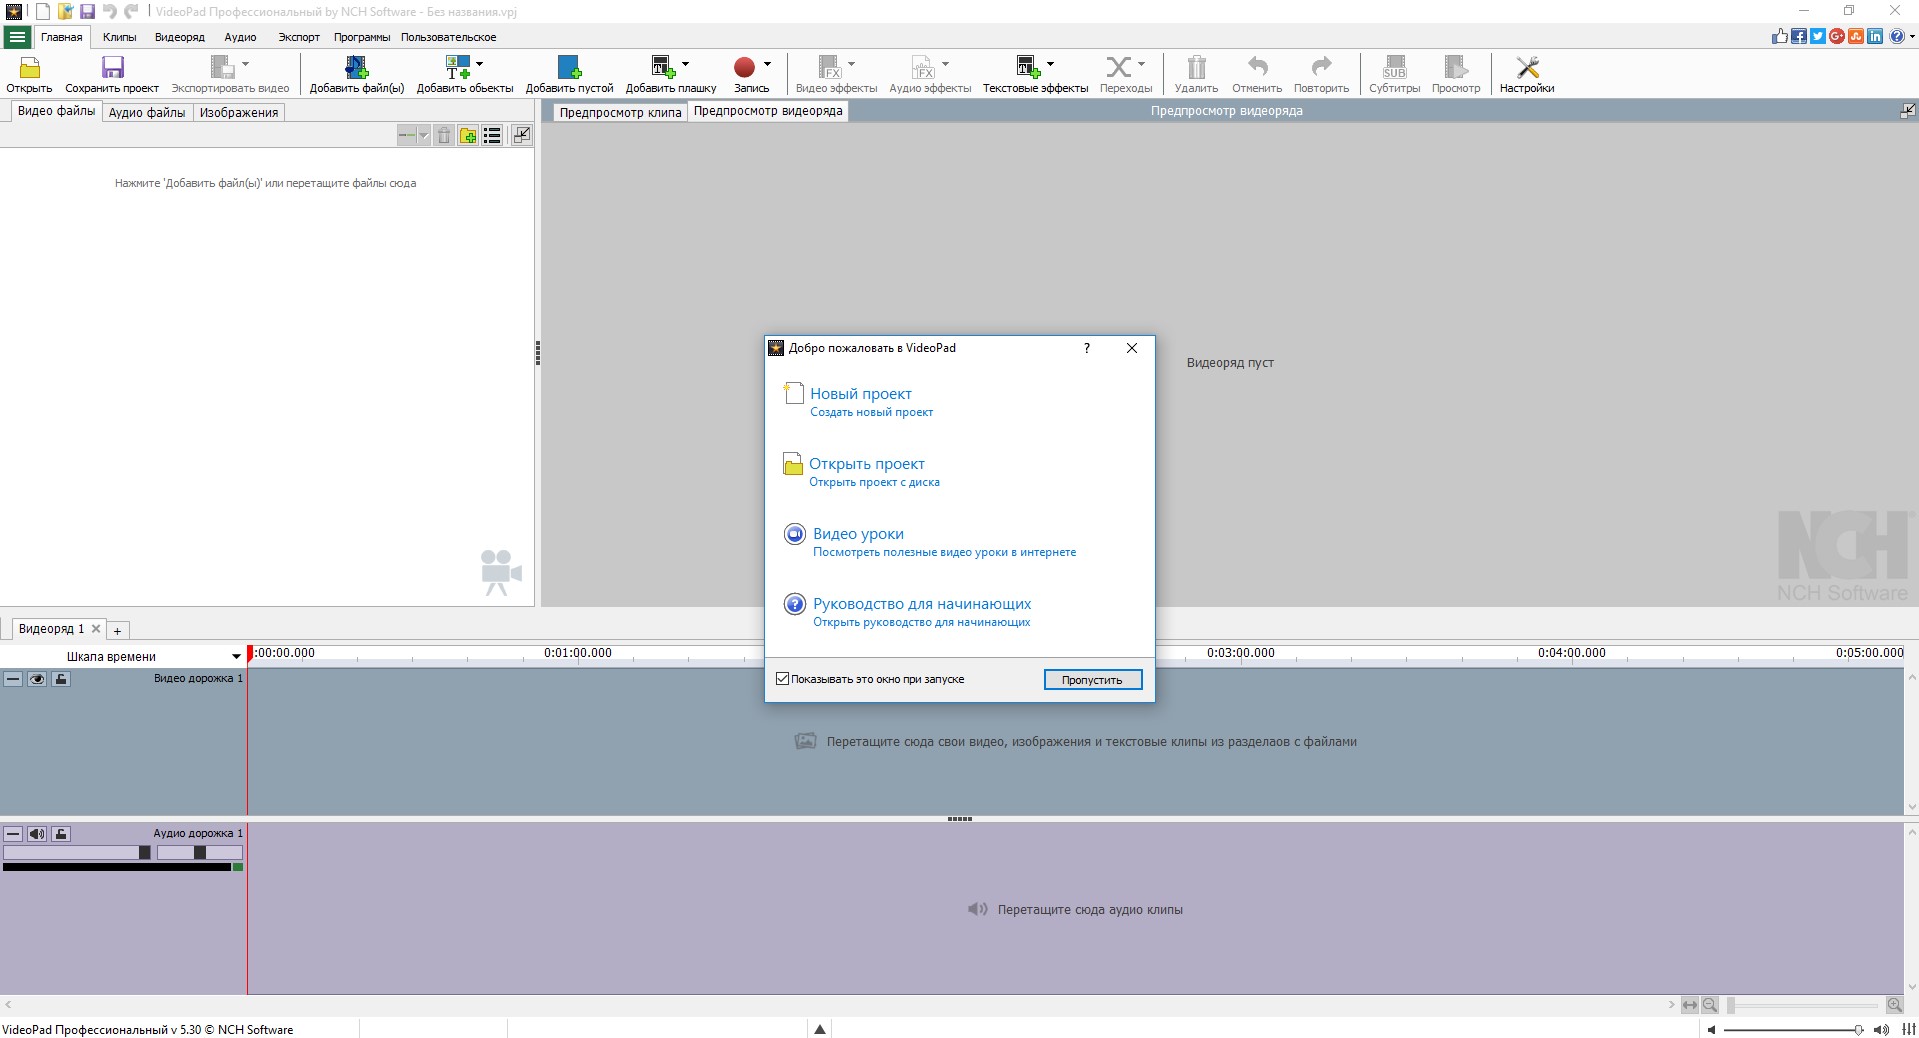 VideoPad Профессиональный by NCH Software - Без названия.vpj
Главная Клипы Видеоряд Аудио Экспорт Программы Пользовательское
Открыть Сохранить проект Экспортировать видео Добавить файл(ы) Добавить объекты Добавить пустой Добавить плашку Запись Видео эффекты Аудио эффекты Текстовые эффекты Переходы Удалить Отменить Повторить Субтитры Просмотр Настройки
Видео файлы Аудио файлы Изображения
Предпросмотр клипа Предпросмотр видеоряда
Предпросмотр видеоряда
Нажмите 'Добавить файл(ы)' или перетащите файлы сюда
Видеоряд пуст
NCH
NCH Software
Добро пожаловать в VideoPad
Новый проект
Создать новый проект
Открыть проект
Открыть проект с диска
Видео уроки
Посмотреть полезные видео уроки в интернете
Руководство для начинающих
Открыть руководство для начинающих
Показывать это окно при запуске
Пропустить
Видеоряд 1
Шкала времени
:00:00.000 0:01:00.000 0:03:00.000 0:04:00.000 0:05:00.000
Видео дорожка 1
Перетащите сюда свои видео, изображения и текстовые клипы из разделаов с файлами
Аудио дорожка 1
Перетащите сюда аудио клипы
VideoPad Профессиональный v 5.30 © NCH Software